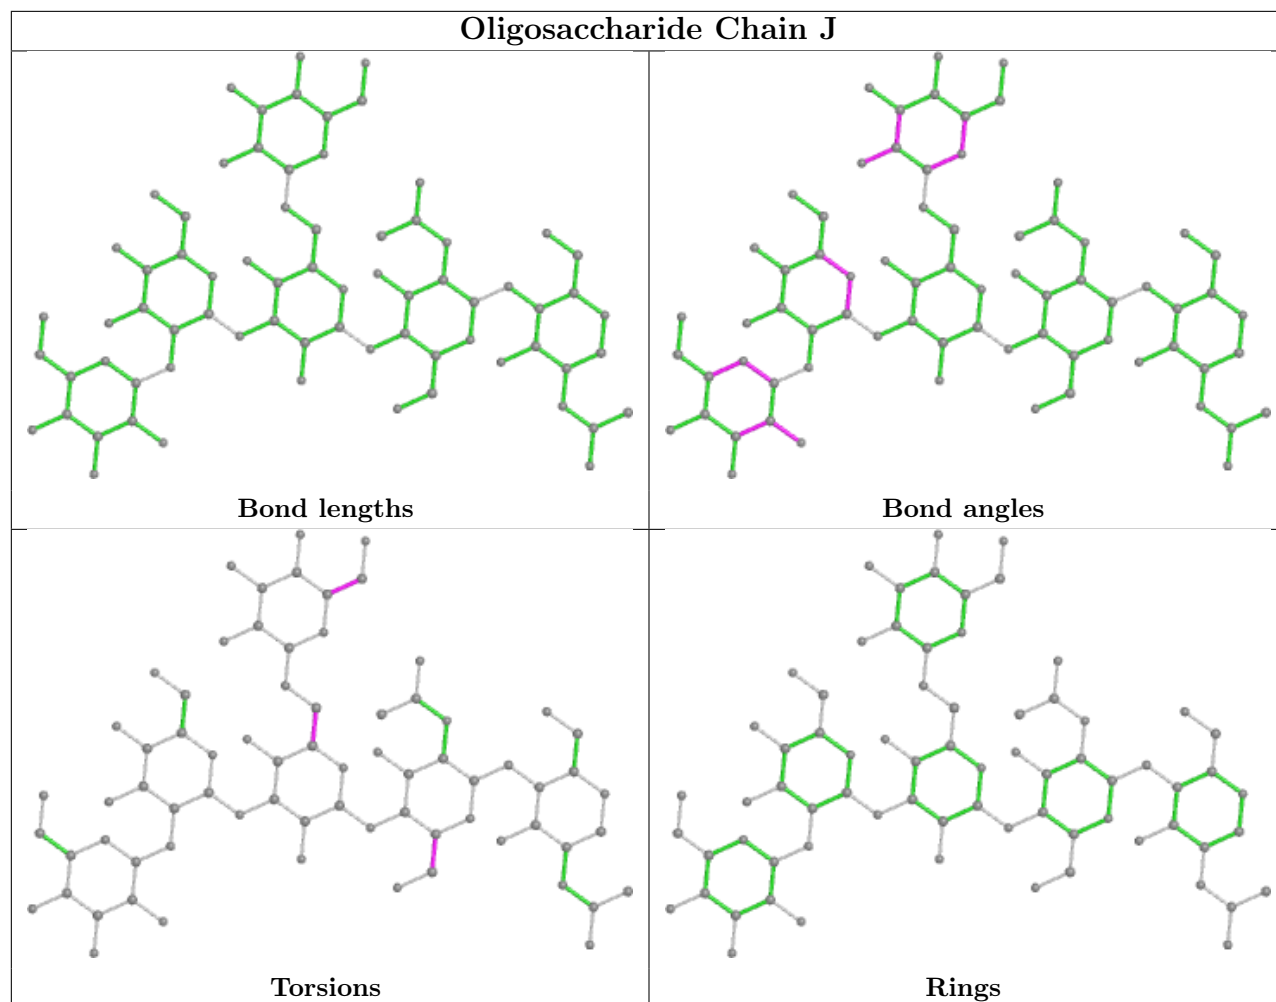 Oligosaccharide Chain J
Bond lengths
Bond angles
Torsions
Rings